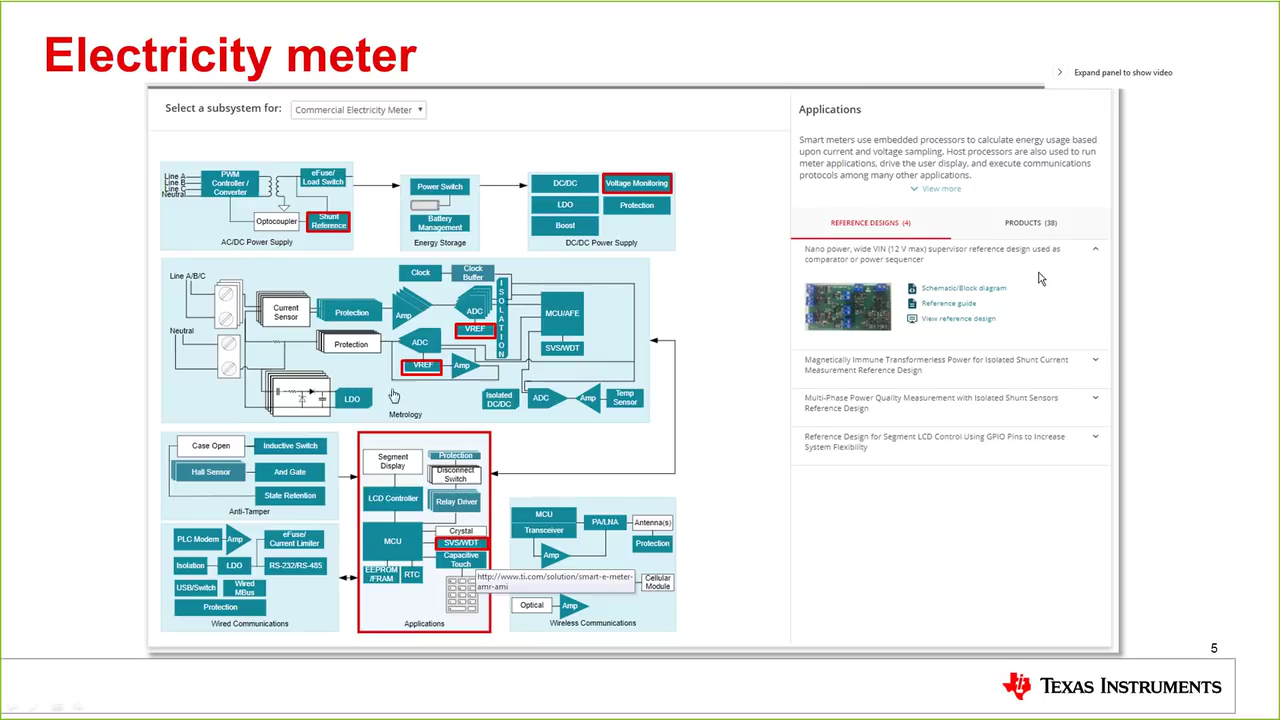 Electricity meter
Expand panel to show video
Select a subsystem for:
Commercial Electricity Meter
Line A
Line B
Line C
Neutral
PWM
Controller /
Converter
eFuse/
Load Switch
Optocoupler
Shunt
Reference
AC/DC Power Supply
Power Switch
Battery
Management
Energy Storage
DC/DC
Voltage Monitoring
LDO
Protection
Boost
DC/DC Power Supply
Line A/B/C
Neutral
Current
Sensor
Protection
Amp
Clock
Clock
Buffer
ADC
VREF
ISOLATION
MCU/AFE
SVS/WDT
Protection
ADC
VREF
Amp
LDO
Isolated
DC/DC
ADC
Amp
Temp
Sensor
Metrology
Case Open
Inductive Switch
Hall Sensor
And Gate
State Retention
Anti-Tamper
PLC Modem
Amp
eFuse/
Current Limiter
Isolation
LDO
RS-232/RS-485
USB/Switch
Wired
MBus
Protection
Wired Communications
Segment
Display
Protection
Disconnect
Switch
LCD Controller
Relay Driver
MCU
Crystal
SVS/WDT
Capacitive
Touch
EEPROM
/FRAM
RTC
Applications
http://www.ti.com/solution/smart-e-meter-
amr-ami
MCU
Transceiver
PA/LNA
Antenna(s)
Protection
Amp
Cellular
Module
Optical
Amp
Wireless Communications
Applications
Smart meters use embedded processors to calculate energy usage based
upon current and voltage sampling. Host processors are also used to run
meter applications, drive the user display, and execute communications
protocols among many other applications.
View more
REFERENCE DESIGNS (4)
PRODUCTS (38)
Nano power, wide VIN (12 V max) supervisor reference design used as
comparator or power sequencer
Schematic/Block diagram
Reference guide
View reference design
Magnetically Immune Transformerless Power for Isolated Shunt Current
Measurement Reference Design
Multi-Phase Power Quality Measurement with Isolated Shunt Sensors
Reference Design
Reference Design for Segment LCD Control Using GPIO Pins to Increase
System Flexibility
5
TEXAS INSTRUMENTS